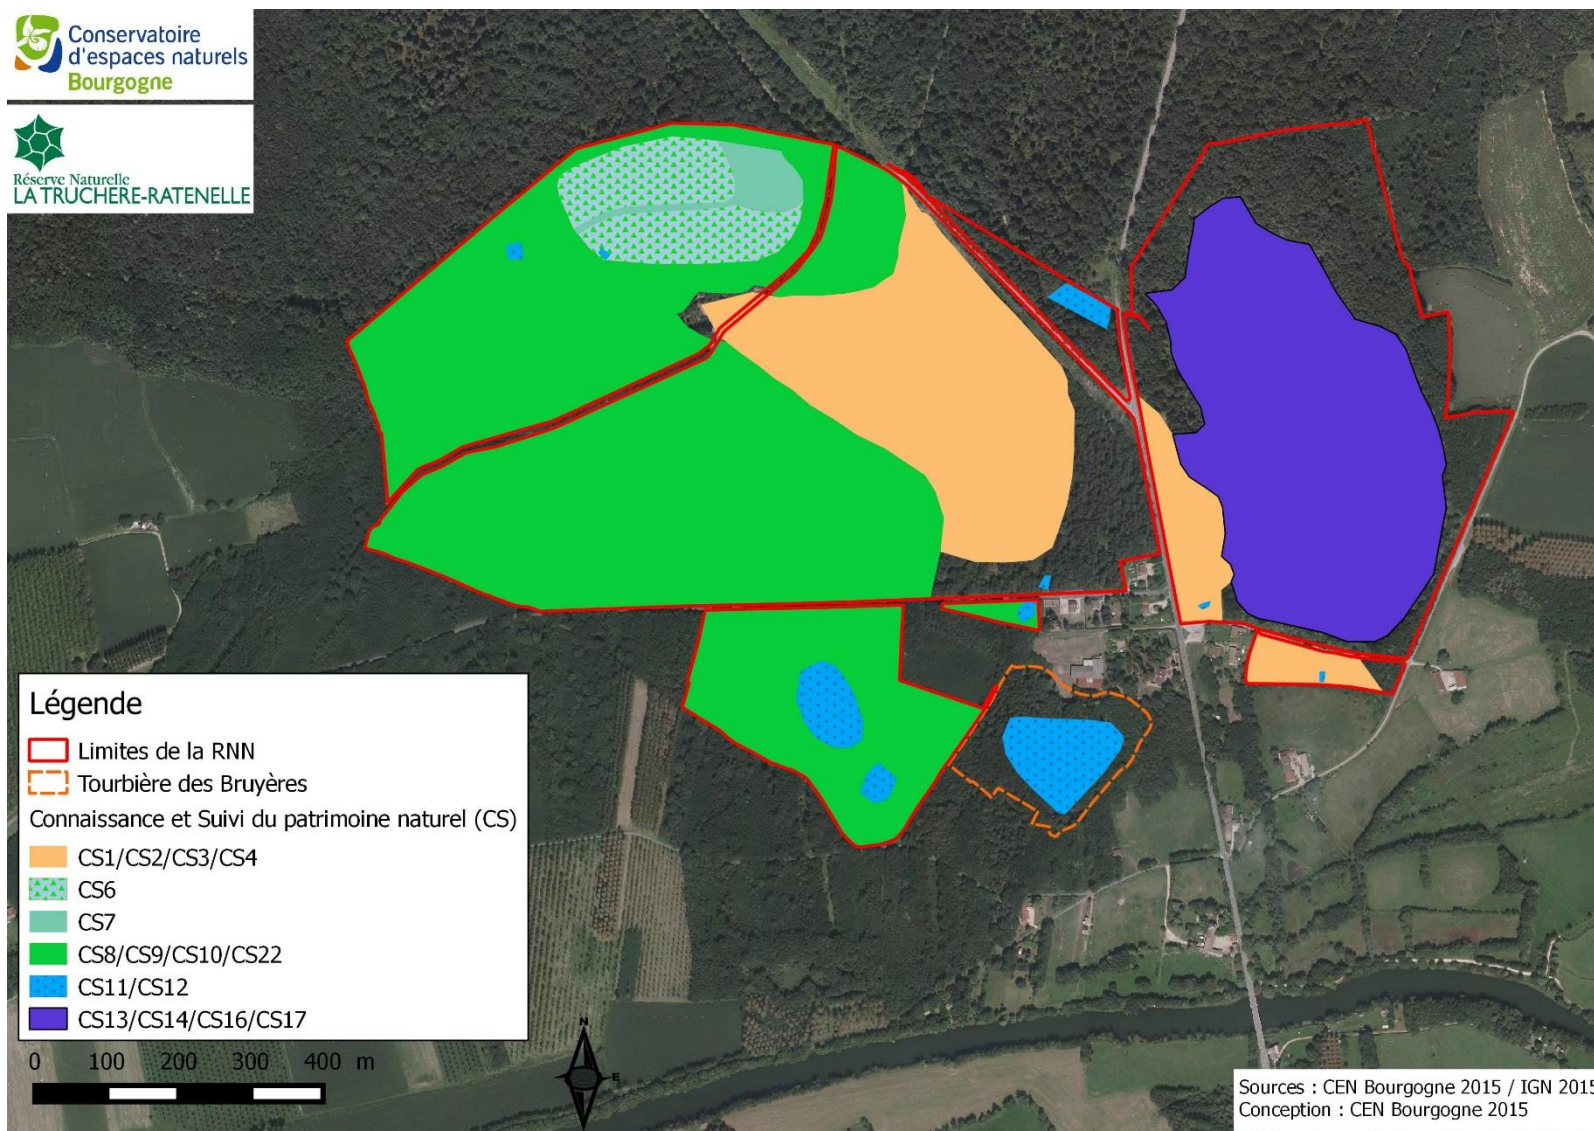 Conservatoire
d'espaces naturels
Bourgogne
Réserve Naturelle
LA TRUCHERE-RATENELLE
Légende
Limites de la RNN
Tourbière des Bruyères
Connaissance et Suivi du patrimoine naturel (CS)
CS1/CS2/CS3/CS4
CS6
CS7
CS8/CS9/CS10/CS22
CS11/CS12
CS13/CS14/CS16/CS17
0 100 200 300 400 m
N
E
Sources : CEN Bourgogne 2015 / IGN 2015
Conception : CEN Bourgogne 2015